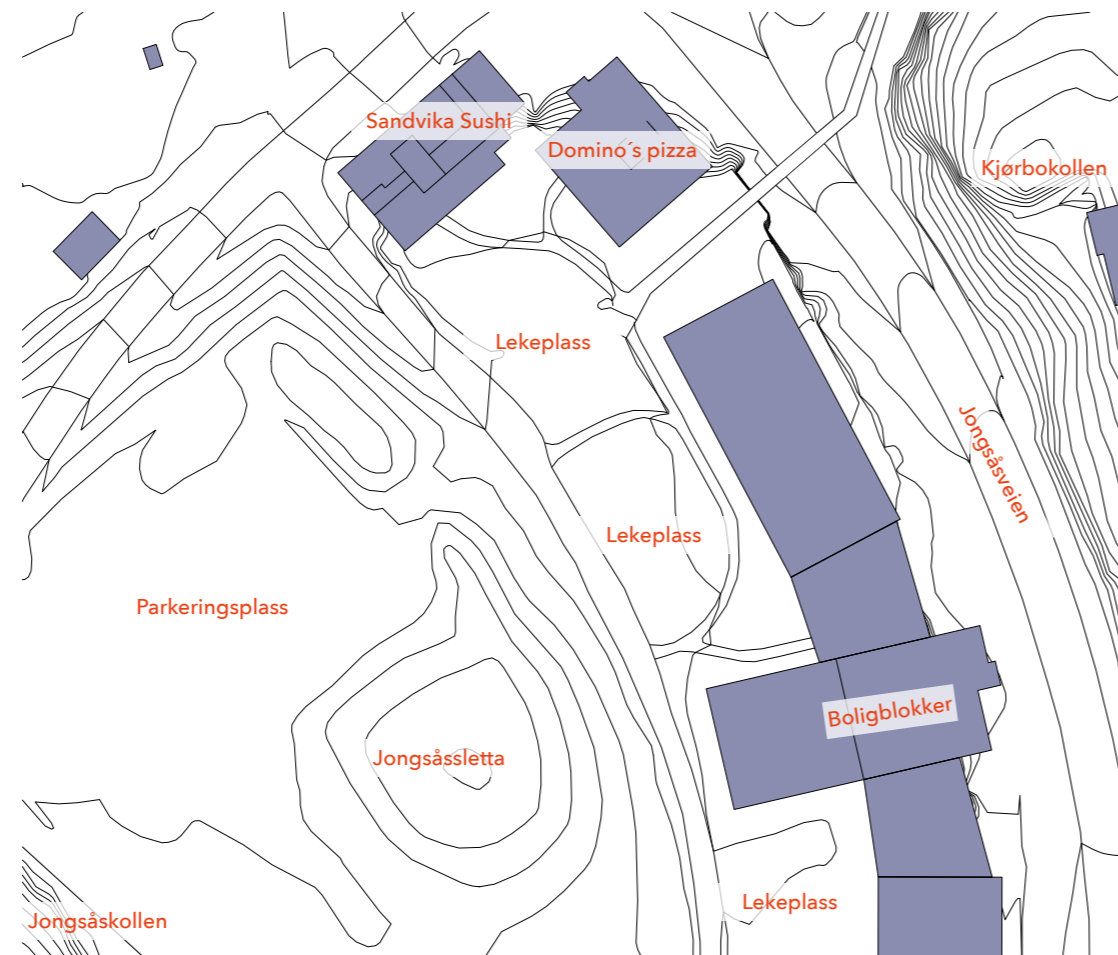 Sandvika Sushi
Domino´s pizza
Kjørbokollen
Lekeplass
Jongsåsveien
Lekeplass
Parkeringsplass
Boligblokker
Jongsåssletta
Lekeplass
Jongsåskollen